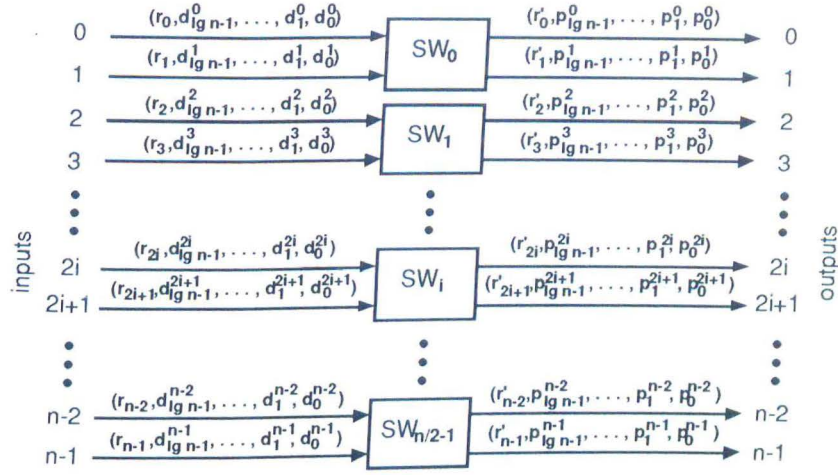 0 (r₀,d⁰lg n-1, . . . , d⁰₁, d⁰₀) SW₀ (r'₀,p⁰lg n-1, . . . , p⁰₁, p⁰₀) 0
1 (r₁,d¹lg n-1, . . . , d¹₁, d¹₀) (r'₁,p¹lg n-1, . . . , p¹₁, p¹₀) 1
2 (r₂,d²lg n-1, . . . , d²₁, d²₀) SW₁ (r'₂,p²lg n-1, . . . , p²₁, p²₀) 2
3 (r₃,d³lg n-1, . . . , d³₁, d³₀) (r'₃,p³lg n-1, . . . , p³₁, p³₀) 3
inputs
outputs
2i (r2i,d²ⁱlg n-1, . . . , d²ⁱ₁, d²ⁱ₀) SWᵢ (r'2i,p²ⁱlg n-1, . . . , p²ⁱ₁, p²ⁱ₀) 2i
2i+1 (r2i+1,d²ⁱ⁺¹lg n-1, . . . , d²ⁱ⁺¹₁, d²ⁱ⁺¹₀) (r'2i+1,p²ⁱ⁺¹lg n-1, . . . , p²ⁱ⁺¹₁, p²ⁱ⁺¹₀) 2i+1
n-2 (rn-2,dⁿ⁻²lg n-1, . . . , dⁿ⁻²₁, dⁿ⁻²₀) SWn/2-1 (r'n-2,pⁿ⁻²lg n-1, . . . , pⁿ⁻²₁, pⁿ⁻²₀) n-2
n-1 (rn-1,dⁿ⁻¹lg n-1, . . . , dⁿ⁻¹₁, dⁿ⁻¹₀) (r'n-1,pⁿ⁻¹lg n-1, . . . , pⁿ⁻¹₁, pⁿ⁻¹₀) n-1